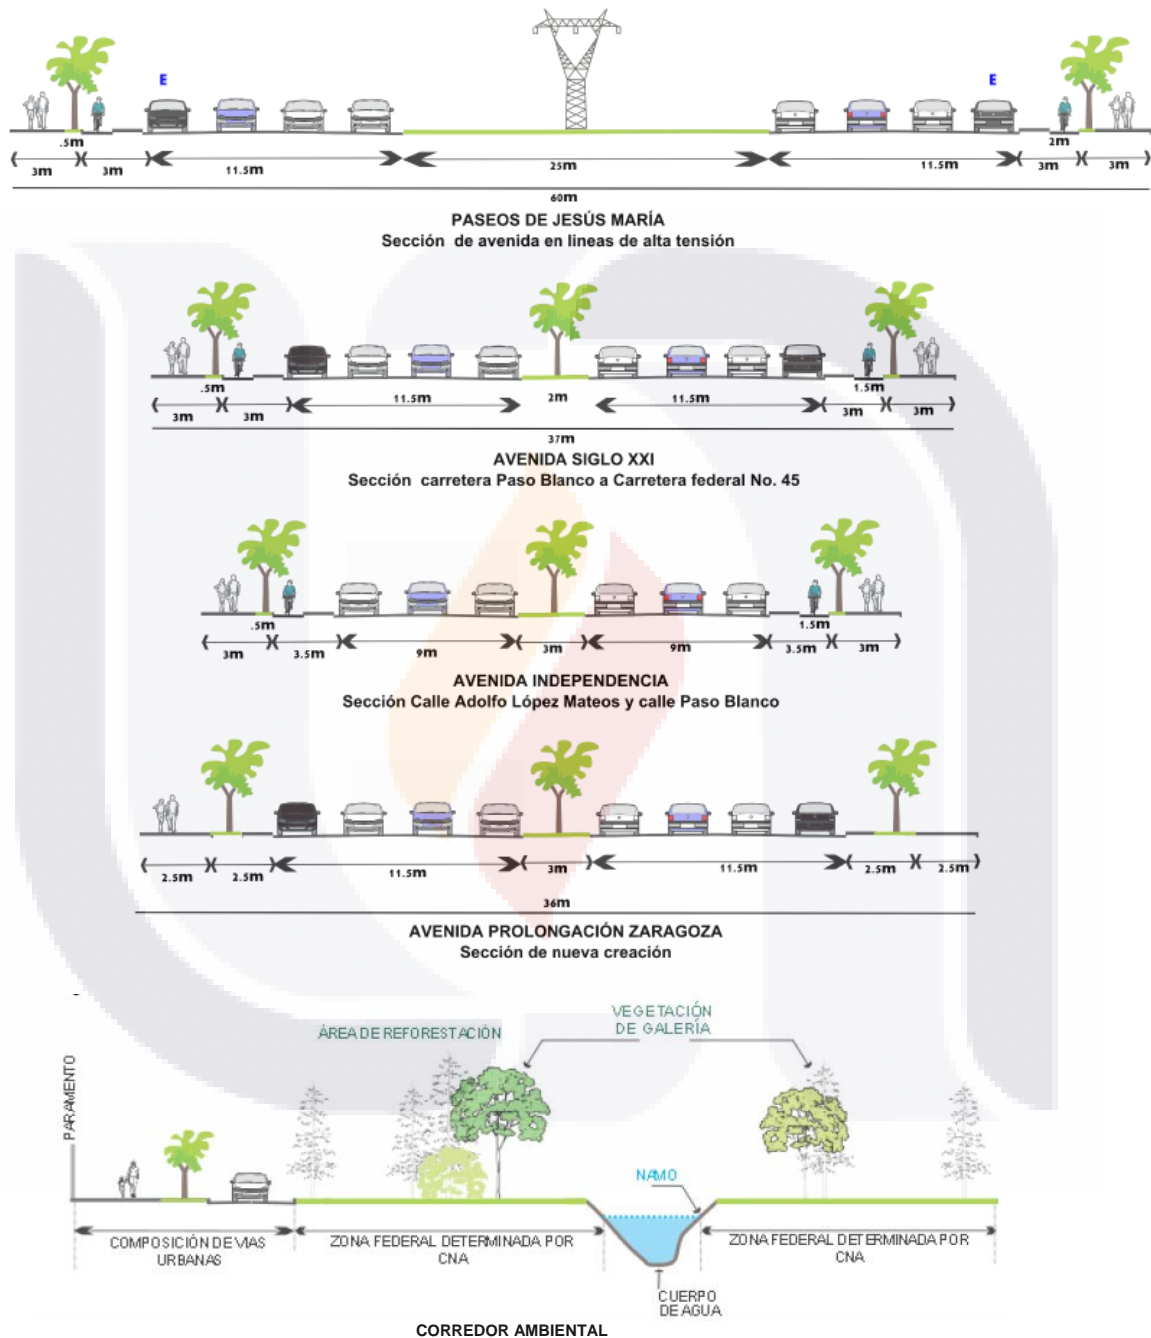 E
E
.5m
2m
3m
3m
11.5m
25m
11.5m
3m
3m
60m
PASEOS DE JESÚS MARÍA
Sección de avenida en lineas de alta tensión
.5m
1.5m
3m
3m
11.5m
2m
11.5m
3m
3m
37m
AVENIDA SIGLO XXI
Sección carretera Paso Blanco a Carretera federal No. 45
.5m
1.5m
3m
3.5m
9m
3m
9m
3.5m
3m
AVENIDA INDEPENDENCIA
Sección Calle Adolfo López Mateos y calle Paso Blanco
2.5m
2.5m
11.5m
3m
11.5m
2.5m
2.5m
36m
AVENIDA PROLONGACIÓN ZARAGOZA
Sección de nueva creación
VEGETACIÓN
DE GALERÍA
ÁREA DE REFORESTACIÓN
PARAMENTO
NAMO
COMPOSICIÓN DE VIAS
URBANAS
ZONA FEDERAL DETERMINADA POR
CNA
ZONA FEDERAL DETERMINADA POR
CNA
CUERPO
DE AGUA
CORREDOR AMBIENTAL